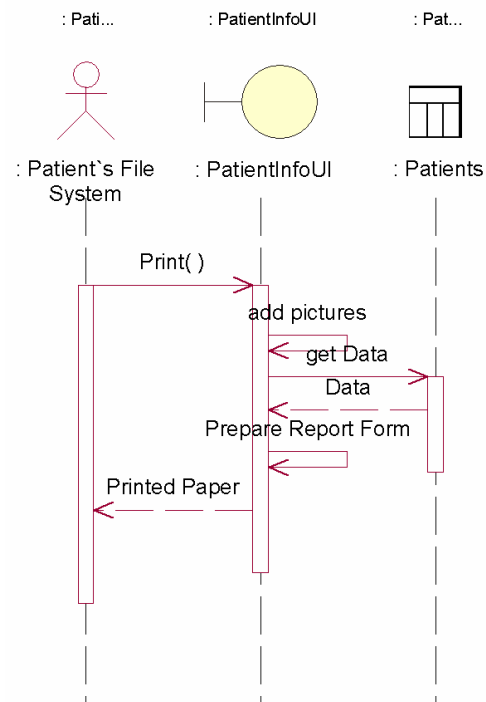 : Pati...
: PatientInfoUI
: Pat...
: Patient`s File
System
: PatientInfoUI
: Patients
Print( )
add pictures
get Data
Data
Prepare Report Form
Printed Paper